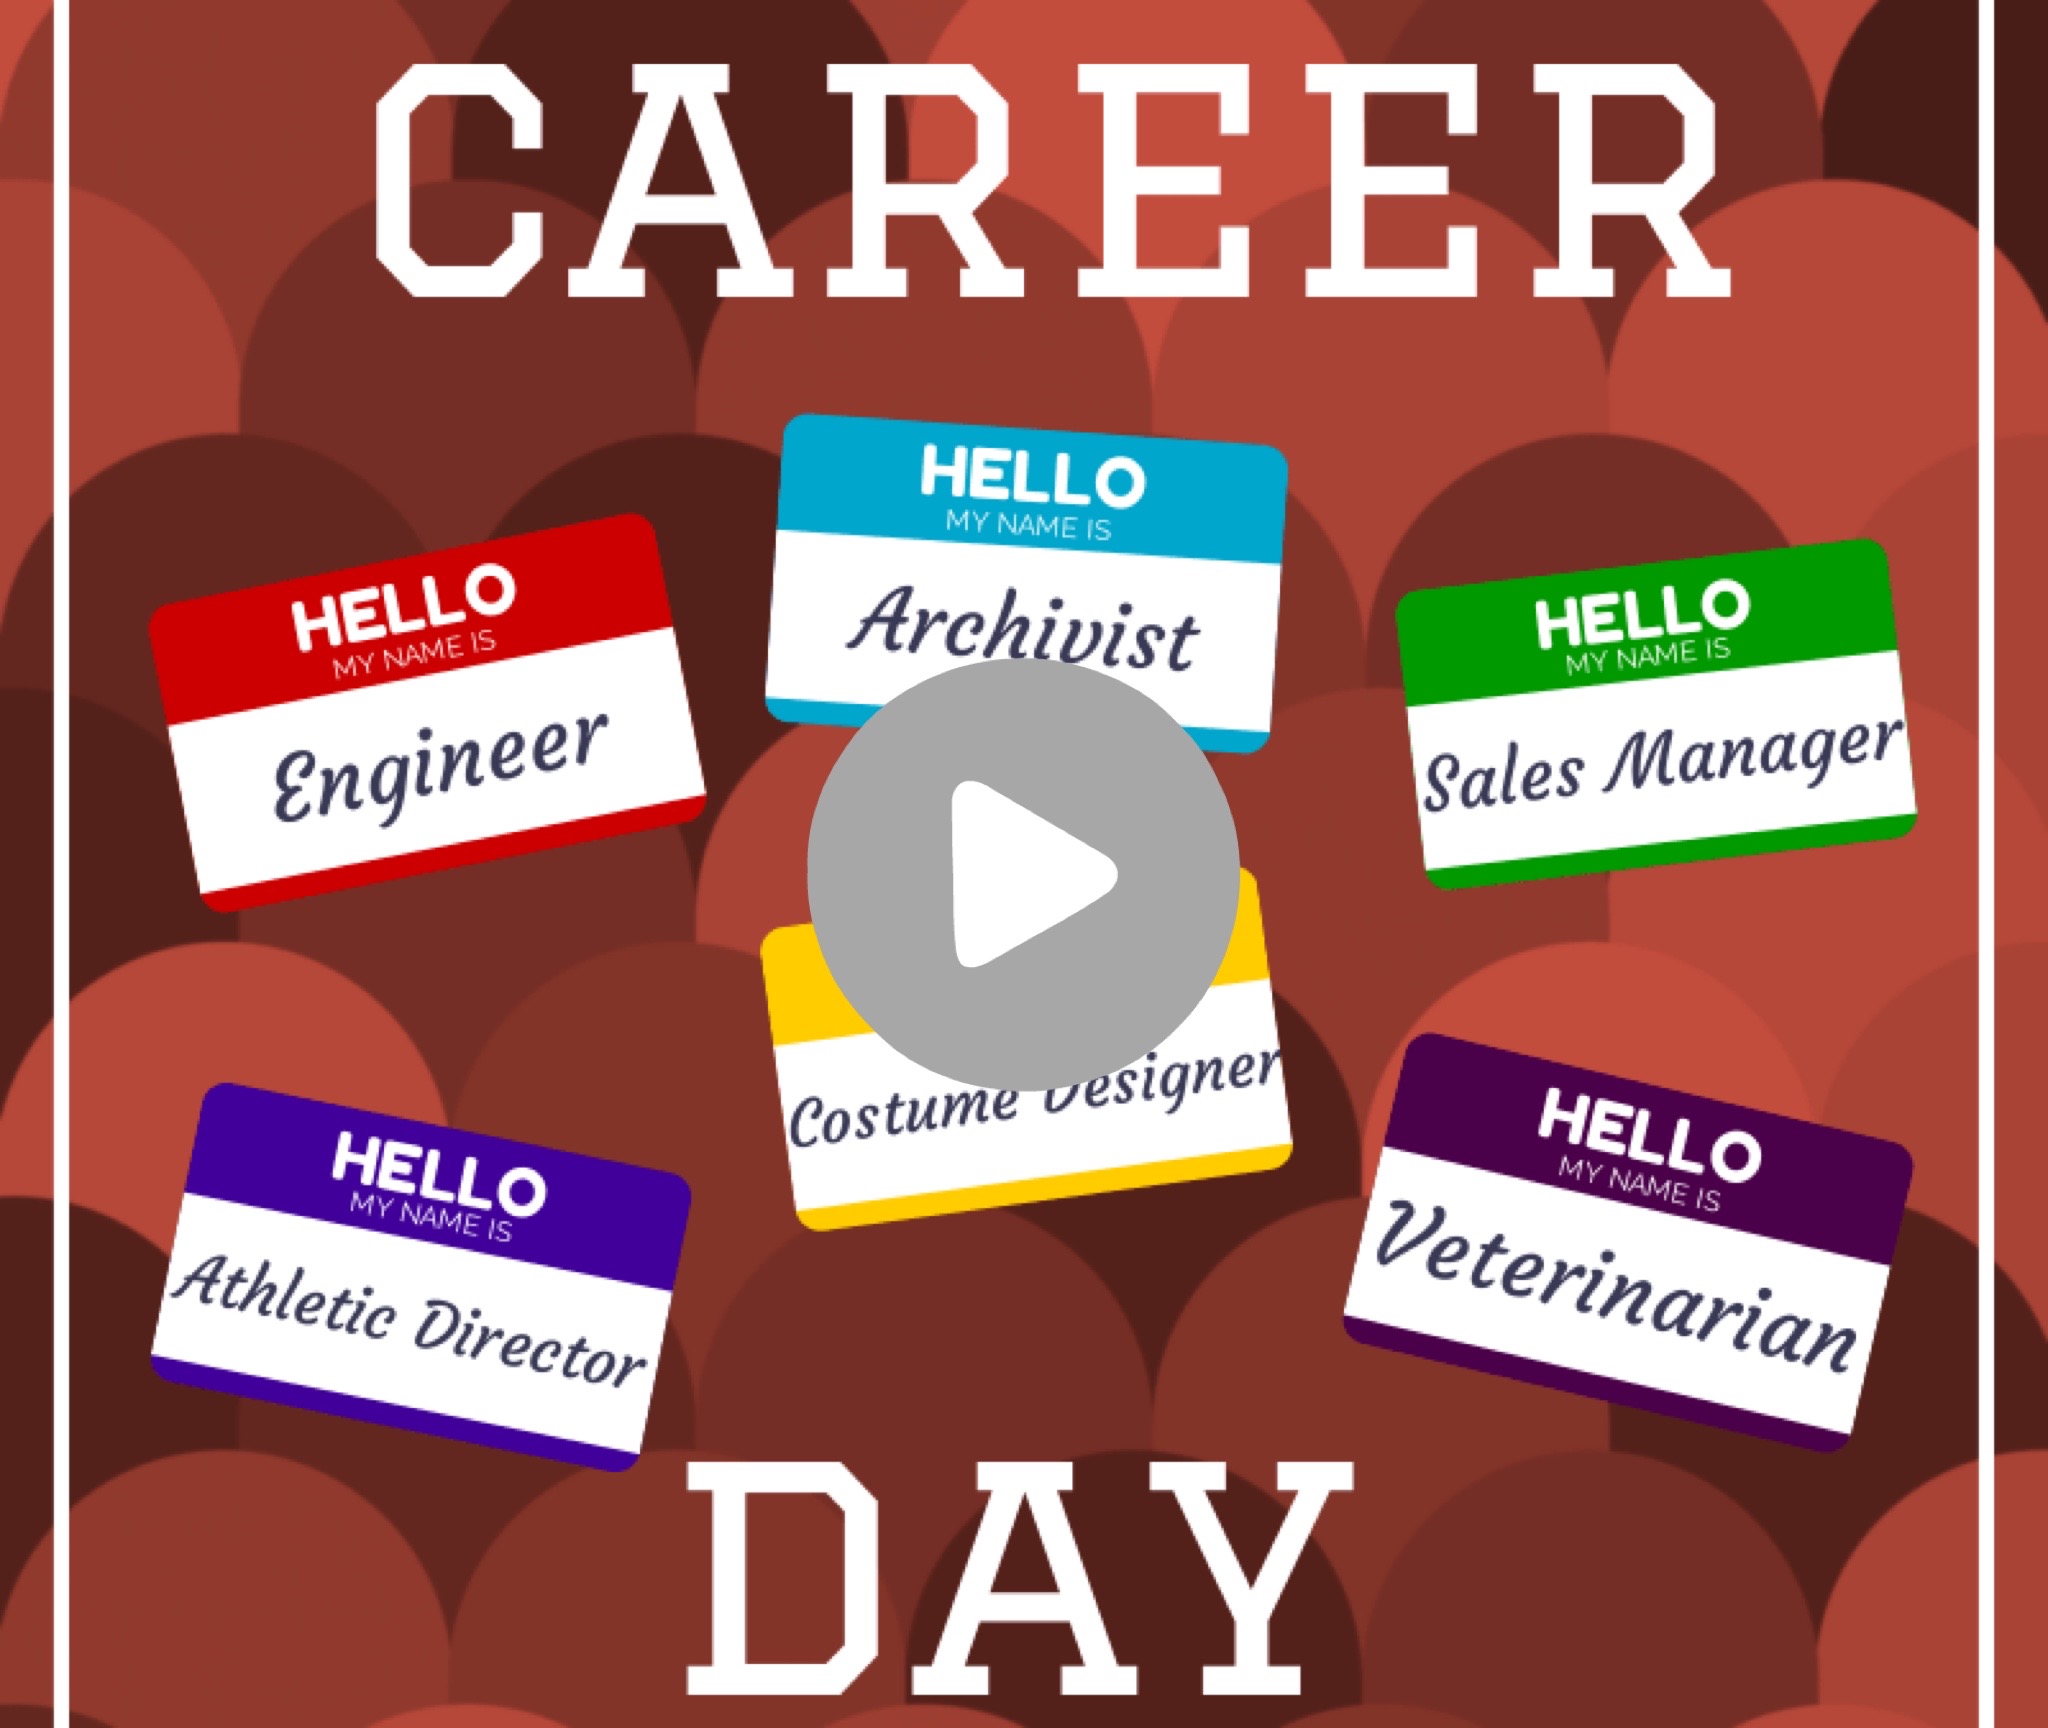 CAREER
HELLO
MY NAME IS
Engineer
HELLO
MY NAME IS
Archivist
HELLO
MY NAME IS
Sales Manager
HELLO
MY NAME IS
Athletic Director
Costume Designer
HELLO
MY NAME IS
Veterinarian
DAY